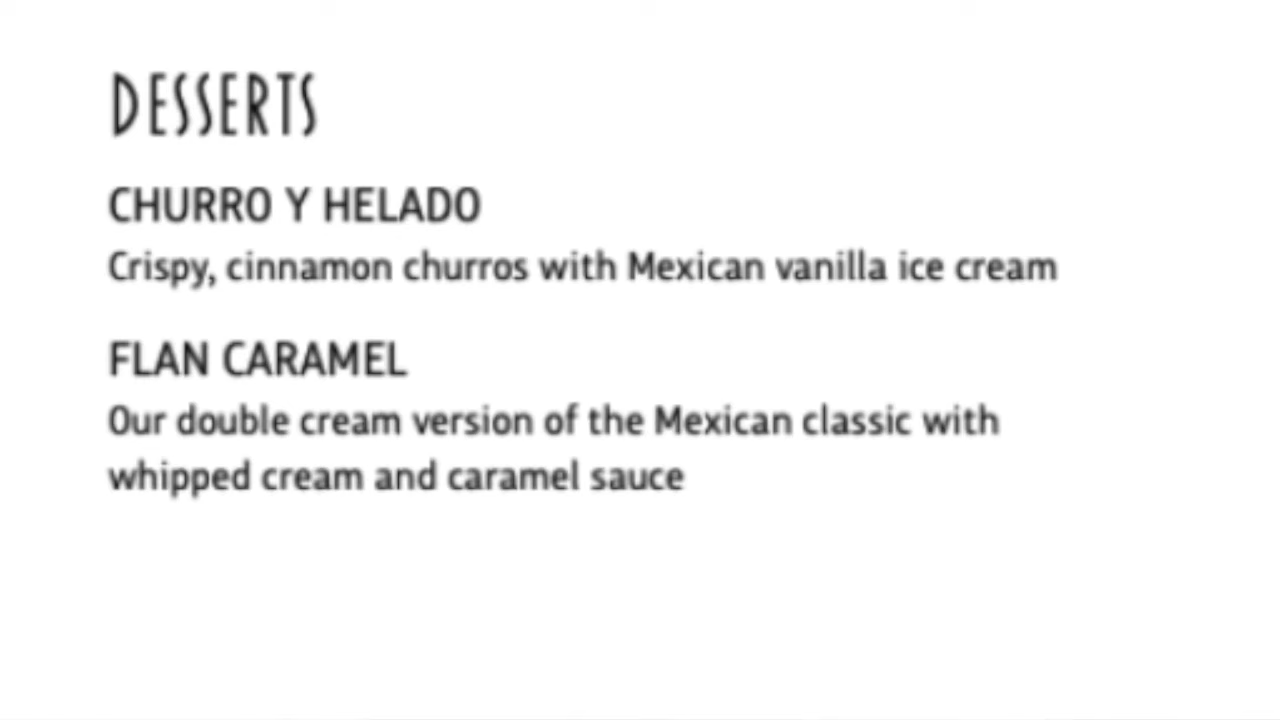 DESSERTS
CHURRO Y HELADO
Crispy, cinnamon churros with Mexican vanilla ice cream
FLAN CARAMEL
Our double cream version of the Mexican classic with
whipped cream and caramel sauce